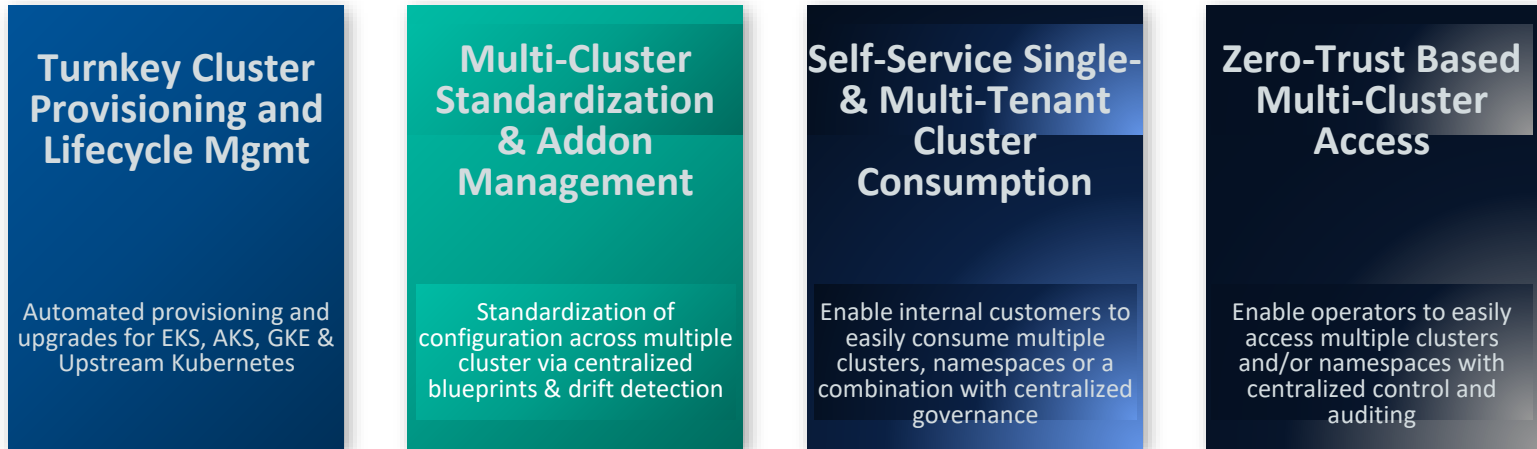 Turnkey Cluster
Provisioning and
Lifecycle Mgmt
Automated provisioning and
upgrades for EKS, AKS, GKE &
Upstream Kubernetes
Multi-Cluster
Standardization
& Addon
Management
Standardization of
configuration across multiple
cluster via centralized
blueprints & drift detection
Self-Service Single-
& Multi-Tenant
Cluster
Consumption
Enable internal customers to
easily consume multiple
clusters, namespaces or a
combination with centralized
governance
Zero-Trust Based
Multi-Cluster
Access
Enable operators to easily
access multiple clusters
and/or namespaces with
centralized control and
auditing